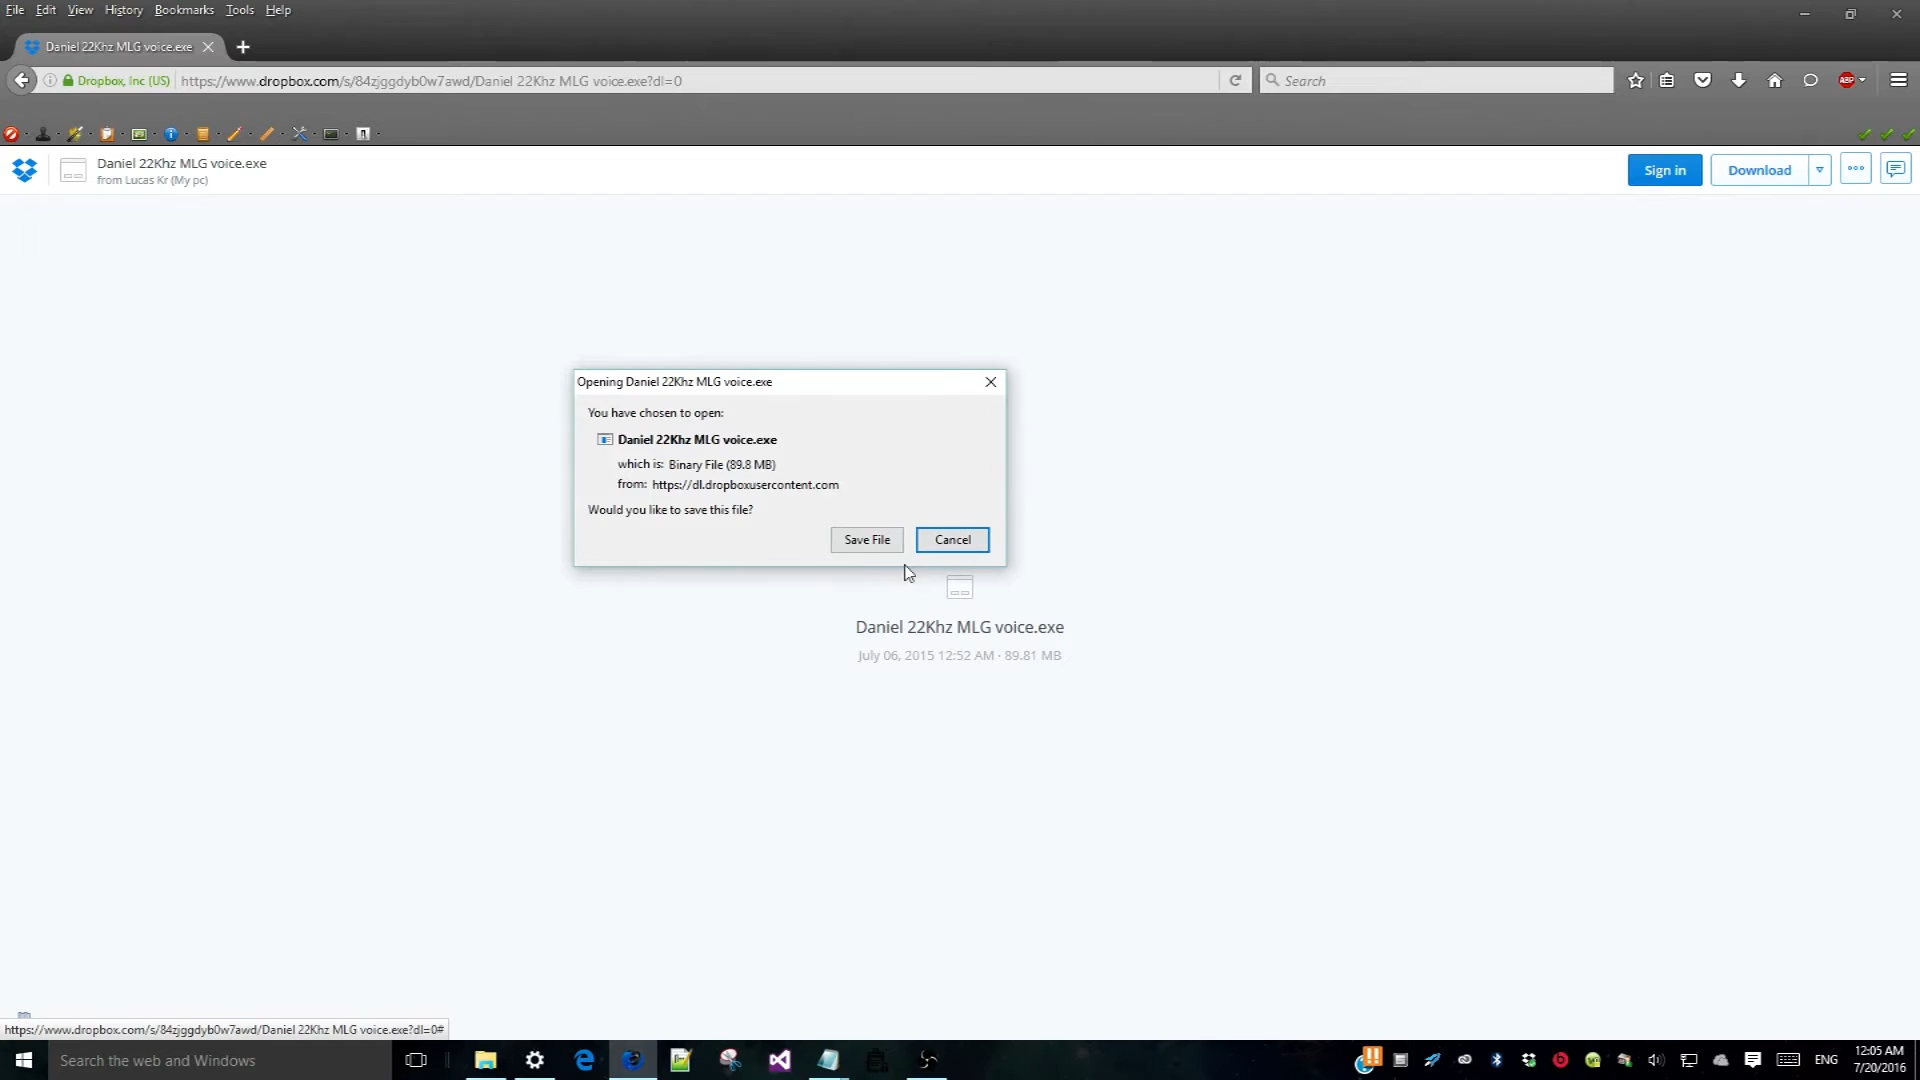 File Edit View History Bookmarks Tools Help
Daniel 22Khz MLG voice.exe
Dropbox, Inc (US) https://www.dropbox.com/s/84zjggdyb0w7awd/Daniel 22Khz MLG voice.exe?dl=0
Search
ABP
Daniel 22Khz MLG voice.exe
from Lucas Kr (My pc)
Sign in
Download
Opening Daniel 22Khz MLG voice.exe
You have chosen to open:
Daniel 22Khz MLG voice.exe
which is: Binary File (89.8 MB)
from: https://dl.dropboxusercontent.com
Would you like to save this file?
Save File
Cancel
Daniel 22Khz MLG voice.exe
July 06, 2015 12:52 AM · 89.81 MB
https://www.dropbox.com/s/84zjggdyb0w7awd/Daniel 22Khz MLG voice.exe?dl=0#
Search the web and Windows
ENG
12:05 AM
7/20/2016